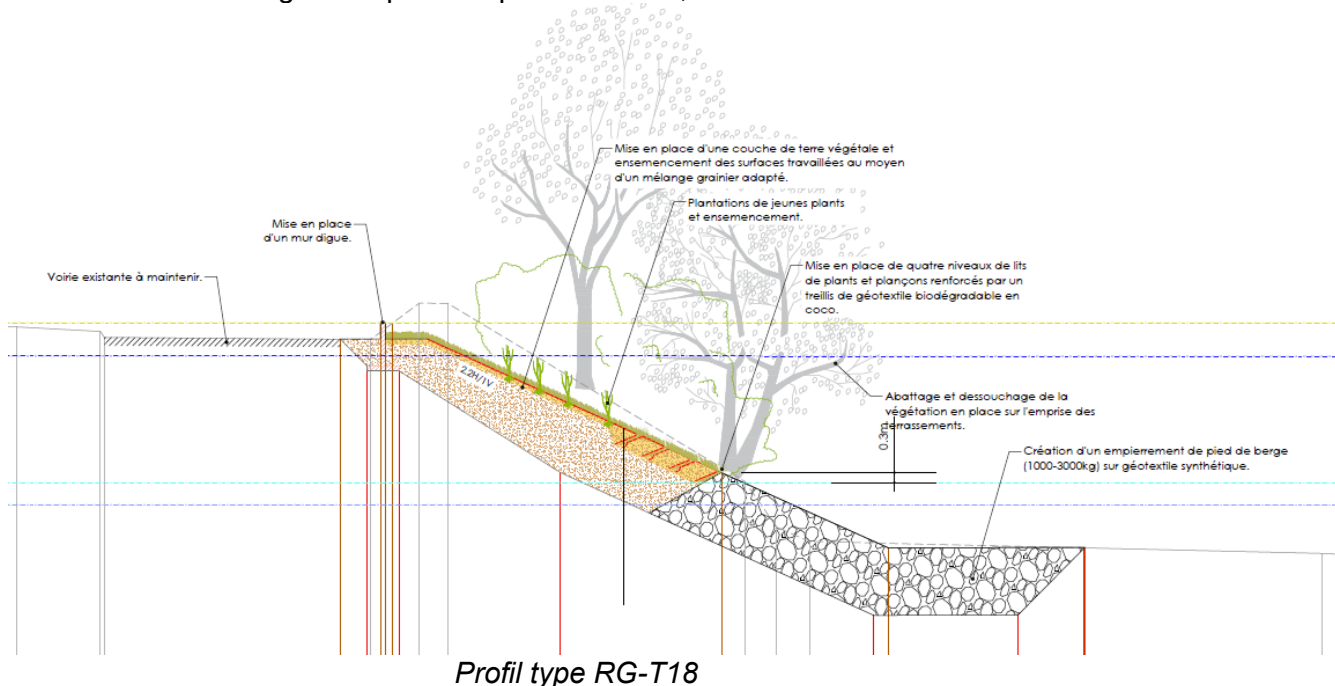 Mise en place d'une couche de terre végétale et
ensemencement des surfaces travaillées au moyen
d'un mélange grainier adapté.
Plantations de jeunes plants
et ensemencement.
Mise en place
d'un mur digue.
Voirie existante à maintenir.
Mise en place de quatre niveaux de lits
de plants et plançons renforcés par un
treillis de géotextile biodégradable en
coco.
2.2H/1V
Abattage et dessouchage de la
végétation en place sur l'emprise des
terrassements.
0.3m
Création d'un empierrement de pied de berge
(1000-3000kg) sur géotextile synthétique.
Profil type RG-T18